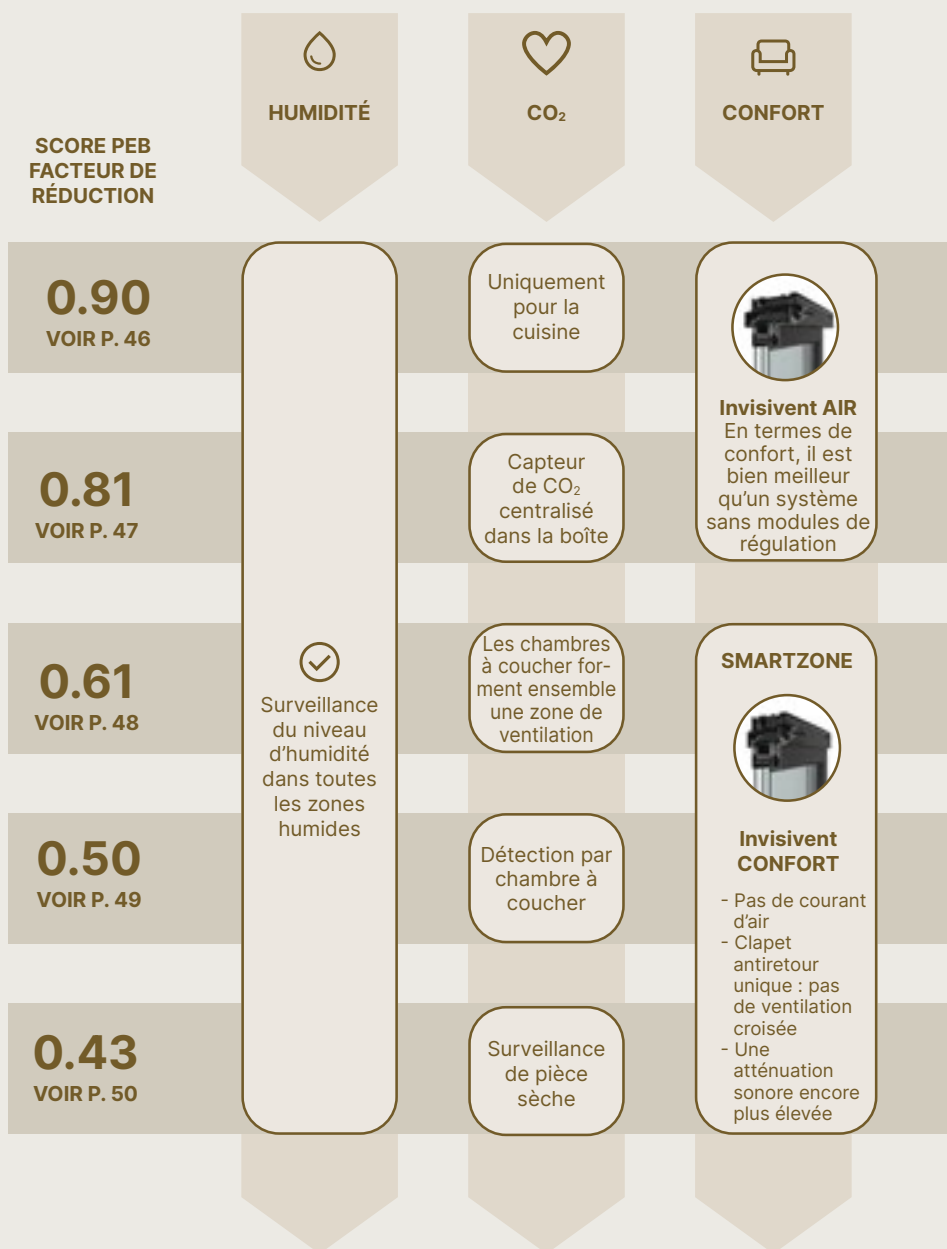 HUMIDITÉ
CO₂
CONFORT
SCORE PEB
FACTEUR DE
RÉDUCTION
0.90
VOIR P. 46
0.81
VOIR P. 47
0.61
VOIR P. 48
0.50
VOIR P. 49
0.43
VOIR P. 50
Surveillance
du niveau
d’humidité
dans toutes
les zones
humides
Uniquement
pour la
cuisine
Capteur
de CO₂
centralisé
dans la boîte
Les chambres
à coucher for-
ment ensemble
une zone de
ventilation
Détection par
chambre à
coucher
Surveillance
de pièce
sèche
Invisivent AIR
En termes de
confort, il est
bien meilleur
qu’un système
sans modules de
régulation
SMARTZONE
Invisivent
CONFORT
- Pas de courant
d’air
- Clapet
antiretour
unique : pas
de ventilation
croisée
- Une
atténuation
sonore encore
plus élevée